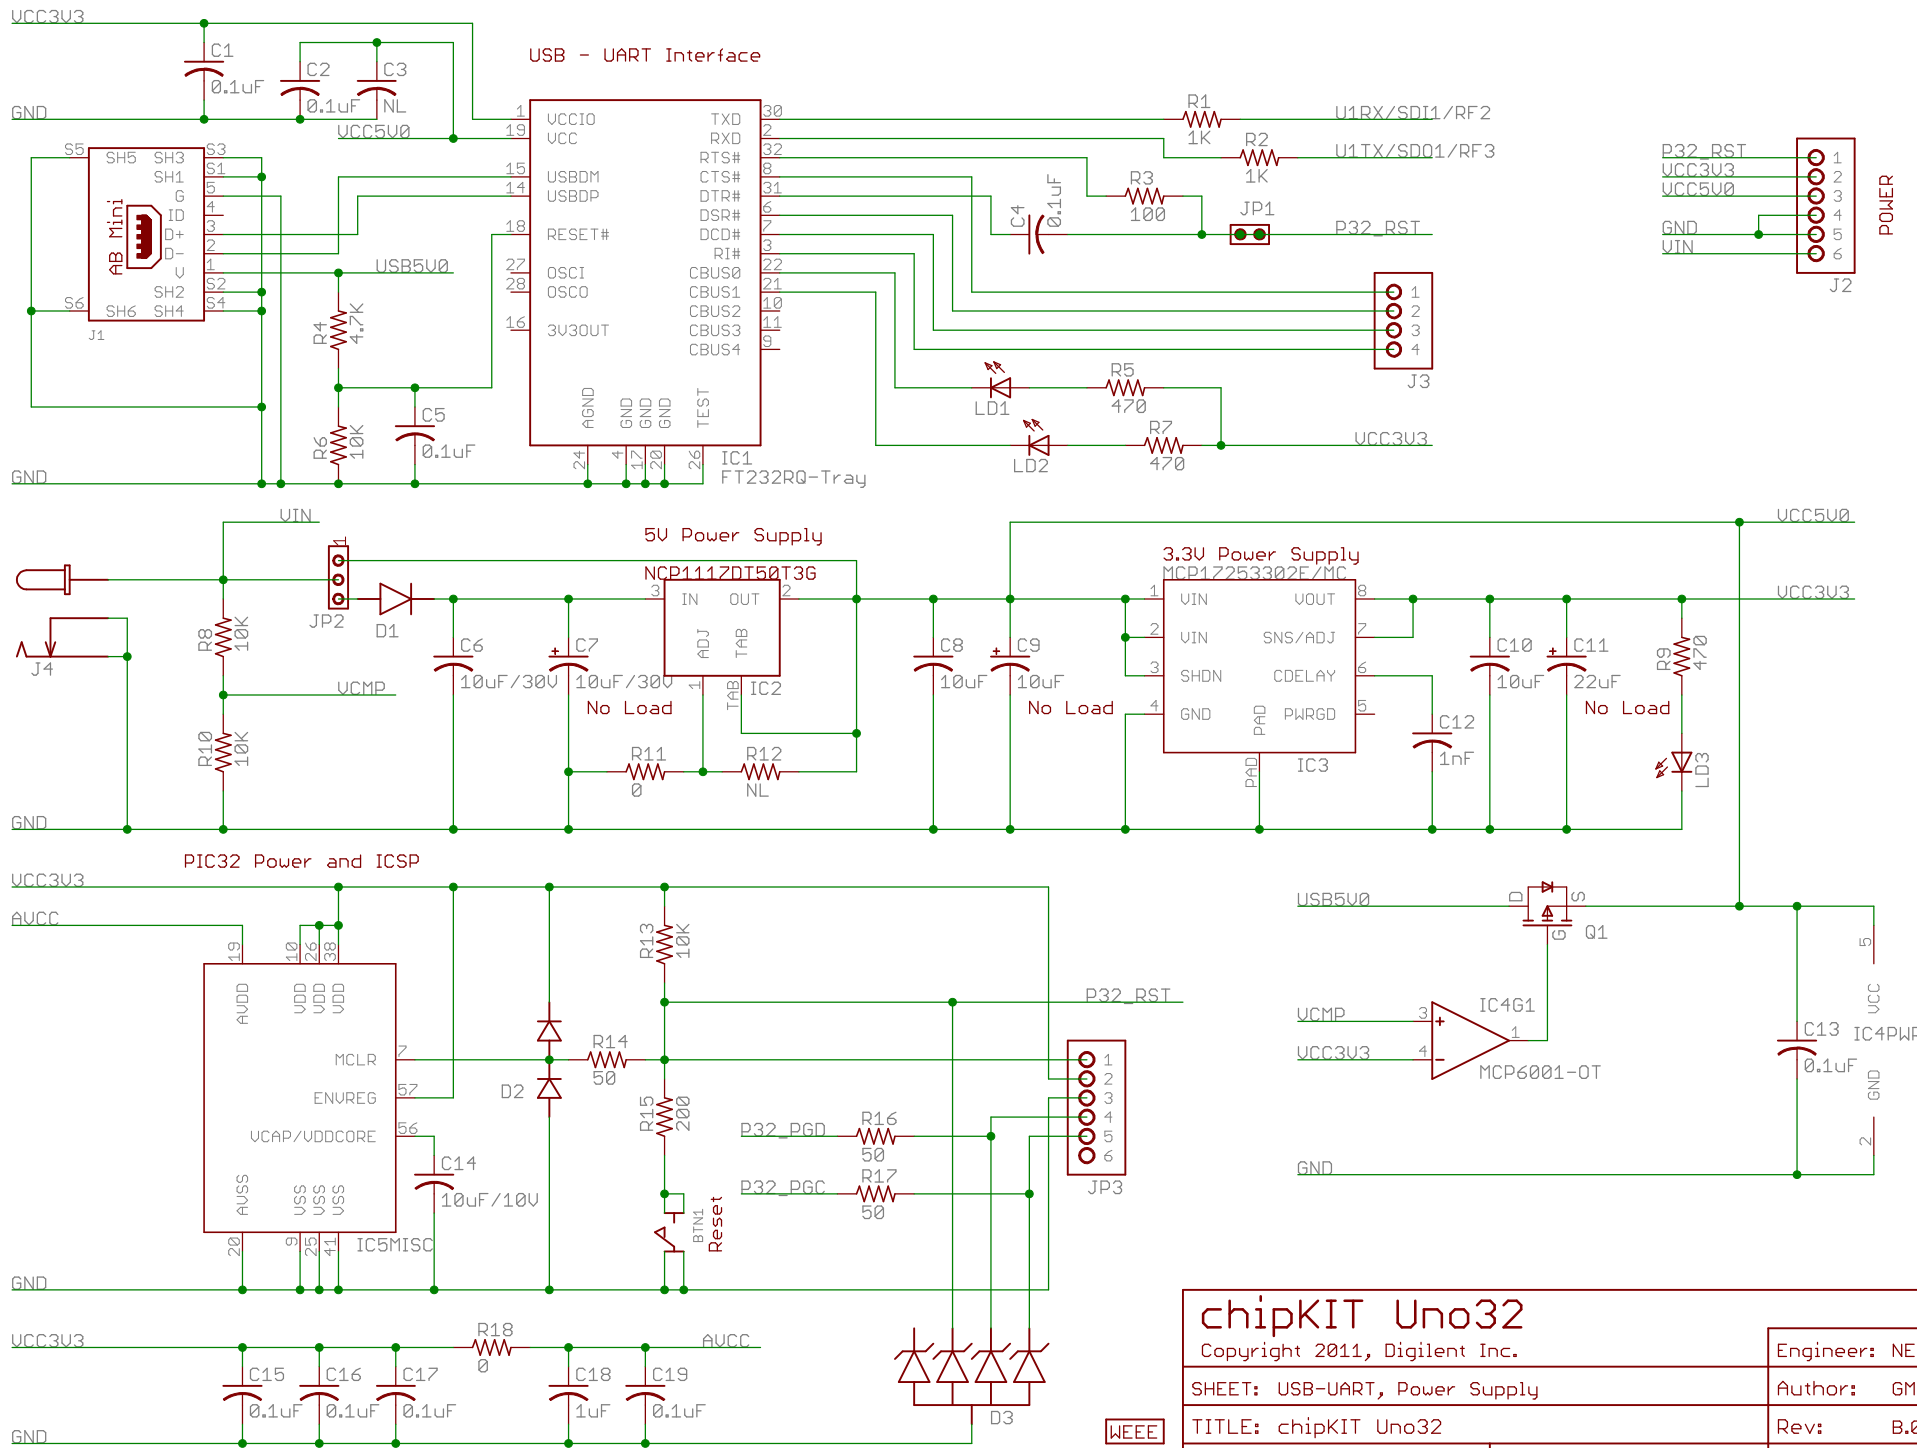 VCC3V3
C1
0.1uF
C2
0.1uF
C3
NL
GND
VCC5V0
USB - UART Interface
1 VCCIO TXD 30
19 VCC RXD 2
RTS# 32
15 USBDM CTS# 8
14 USBDP DTR# 31
DSR# 6
18 RESET# DCD# 7
RI# 3
27 OSCI CBUS0 22
28 OSCO CBUS1 21
CBUS2 10
16 3V3OUT CBUS3 11
CBUS4 9
AGND GND GND GND TEST
24 4 17 20 26
IC1
FT232RQ-Tray
R1
1K
U1RX/SDI1/RF2
R2
1K
U1TX/SDO1/RF3
R3
100
C4
0.1uF
JP1
P32_RST
1
2
3
4
J3
LD1
R5
470
LD2
R7
470
VCC3V3
P32_RST 1
VCC3V3 2
VCC5V0 3
4
GND 5
VIN 6
J2
POWER
S5 SH5 SH3 S3
SH1 S1
G 5
ID 4
D+ 3
D- 2
V 1
SH2 S2
S6 SH6 SH4 S4
AB Mini
J1
USB5V0
R4
4.7K
R6
10K
C5
0.1uF
GND
VIN
1
JP2
J4
R8
10K
VCMP
R10
10K
GND
D1
C6
10uF/30V
C7
10uF/30V
No Load
5V Power Supply
NCP1117DT50T3G
3 IN OUT 2
ADJ TAB
1 TAB
IC2
R11
0
R12
NL
C8
10uF
C9
10uF
No Load
3.3V Power Supply
MCP17253302E/MC
1 VIN VOUT 8
2 VIN SNS/ADJ 7
3 SHDN CDELAY 6
4 GND PWRGD 5
PAD
PAD
IC3
C12
1nF
C10
10uF
C11
22uF
No Load
R9
470
LD3
VCC5V0
VCC3V3
PIC32 Power and ICSP
VCC3V3
AVCC
19 10 26 38
AVDD VDD VDD VDD
MCLR 7
ENVREG 57
VCAP/VDDCORE 56
AVSS VSS VSS VSS
20 9 25 41
IC5MISC
C14
10uF/10V
GND
D2
R14
50
R13
10K
R15
200
BTN1
Reset
P32_RST
P32_PGD
R16
50
P32_PGC
R17
50
1
2
3
4
5
6
JP3
USB5V0
D S
G
Q1
VCMP 3
VCC3V3 4
+
-
IC4G1
1
MCP6001-OT
C13
0.1uF
5
VCC
IC4PWR
GND
2
GND
VCC3V3
R18
0
AVCC
C15
0.1uF
C16
0.1uF
C17
0.1uF
C18
1uF
C19
0.1uF
GND
D3
WEEE
chipKIT Uno32
Copyright 2011, Digilent Inc.
Engineer: NE
SHEET: USB-UART, Power Supply
Author: GM
TITLE: chipKIT Uno32
Rev: B.0